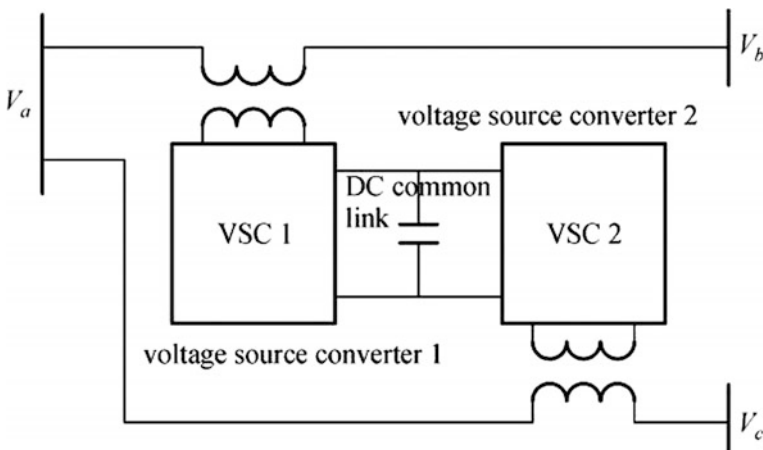 V_b
V_a
voltage source converter 2
DC common
link
VSC 1
VSC 2
voltage source converter 1
V_c